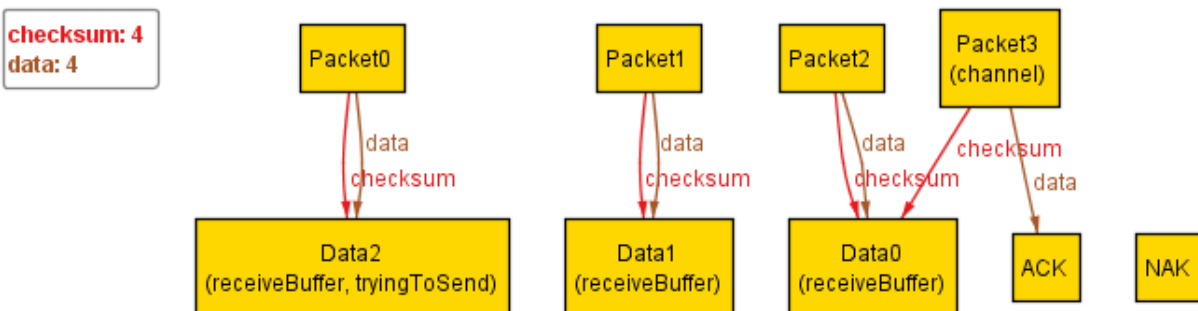 checksum: 4
data: 4
Packet0
Packet1
Packet2
Packet3
(channel)
data
checksum
data
checksum
data
checksum
checksum
data
Data2
(receiveBuffer, tryingToSend)
Data1
(receiveBuffer)
Data0
(receiveBuffer)
ACK
NAK